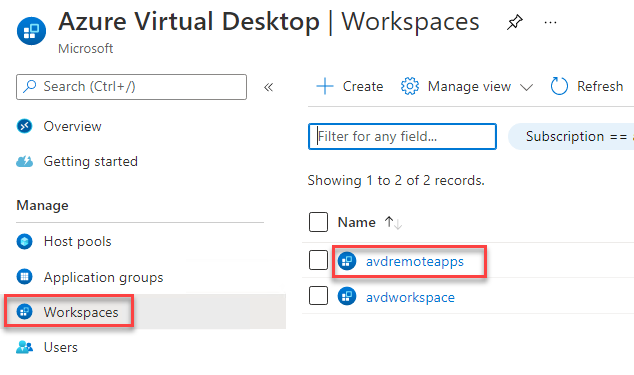 Azure Virtual Desktop | Workspaces
Microsoft
Search (Ctrl+/)
Overview
Getting started
Manage
Host pools
Application groups
Workspaces
Users
Create Manage view Refresh
Filter for any field... Subscription ==
Showing 1 to 2 of 2 records.
Name
avdremoteapps
avdworkspace